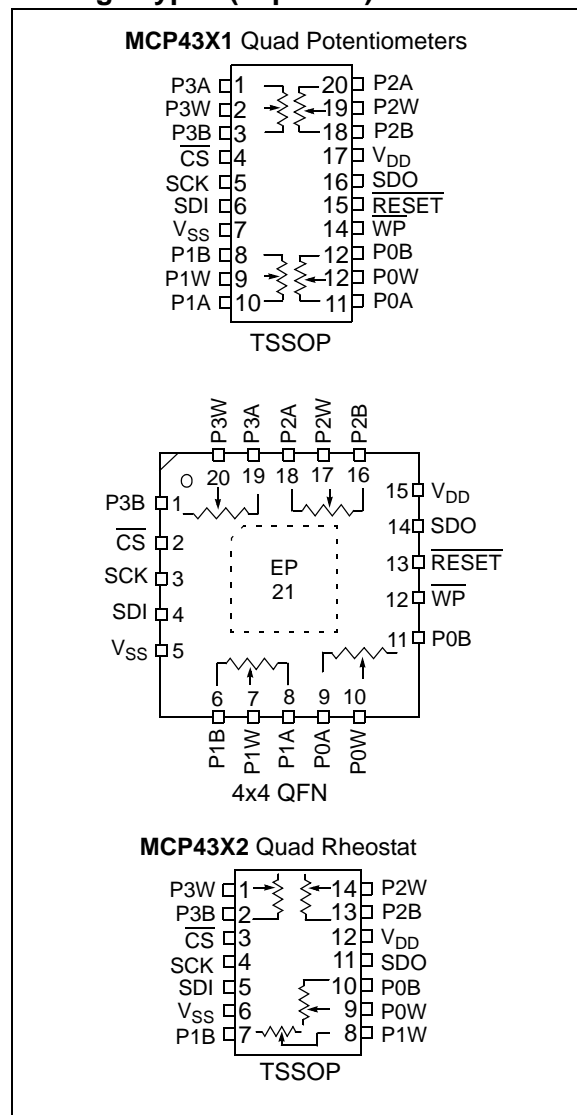 MCP43X1 Quad Potentiometers
P3A 1 20 P2A
P3W 2 19 P2W
P3B 3 18 P2B
CS 4 17 VDD
SCK 5 16 SDO
SDI 6 15 RESET
VSS 7 14 WP
P1B 8 12 P0B
P1W 9 12 P0W
P1A 10 11 P0A
TSSOP
P3W P3A P2A P2W P2B
20 19 18 17 16
P3B 1 15 VDD
CS 2 14 SDO
SCK 3 13 RESET
SDI 4 12 WP
VSS 5 11 P0B
EP
21
6 7 8 9 10
P1B P1W P1A P0A P0W
4x4 QFN
MCP43X2 Quad Rheostat
P3W 1 14 P2W
P3B 2 13 P2B
CS 3 12 VDD
SCK 4 11 SDO
SDI 5 10 P0B
VSS 6 9 P0W
P1B 7 8 P1W
TSSOP